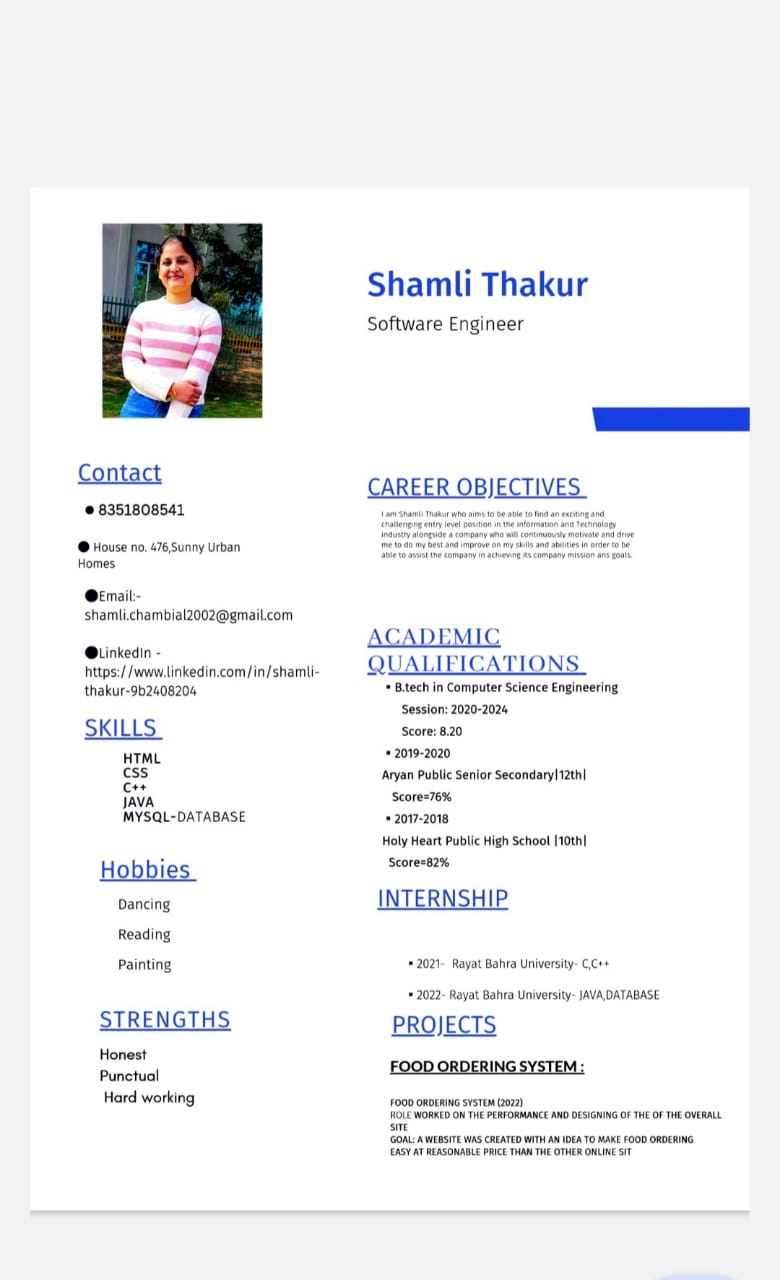 Shamli Thakur
Software Engineer
Contact
● 8351808541
● House no. 476,Sunny Urban
Homes
●Email:-
shamli.chambial2002@gmail.com
●LinkedIn -
https://www.linkedin.com/in/shamli-
thakur-9b2408204
SKILLS
HTML
CSS
C++
JAVA
MYSQL-DATABASE
Hobbies
Dancing
Reading
Painting
STRENGTHS
Honest
Punctual
Hard working
CAREER OBJECTIVES
I am Shamli Thakur who aims to be able to find an exciting and
challenging entry level position in the information and Technology
industry alongside a company who will continuously motivate and drive
me to do my best and improve on my skills and abilities in order to be
able to assist the company in achieving its company mission ans goals.
ACADEMIC
QUALIFICATIONS
▪ B.tech in Computer Science Engineering
Session: 2020-2024
Score: 8.20
▪ 2019-2020
Aryan Public Senior Secondary|12th|
Score=76%
▪ 2017-2018
Holy Heart Public High School |10th|
Score=82%
INTERNSHIP
▪ 2021- Rayat Bahra University- C,C++
▪ 2022- Rayat Bahra University- JAVA,DATABASE
PROJECTS
FOOD ORDERING SYSTEM :
FOOD ORDERING SYSTEM (2022)
ROLE WORKED ON THE PERFORMANCE AND DESIGNING OF THE OF THE OVERALL
SITE
GOAL: A WEBSITE WAS CREATED WITH AN IDEA TO MAKE FOOD ORDERING
EASY AT REASONABLE PRICE THAN THE OTHER ONLINE SIT